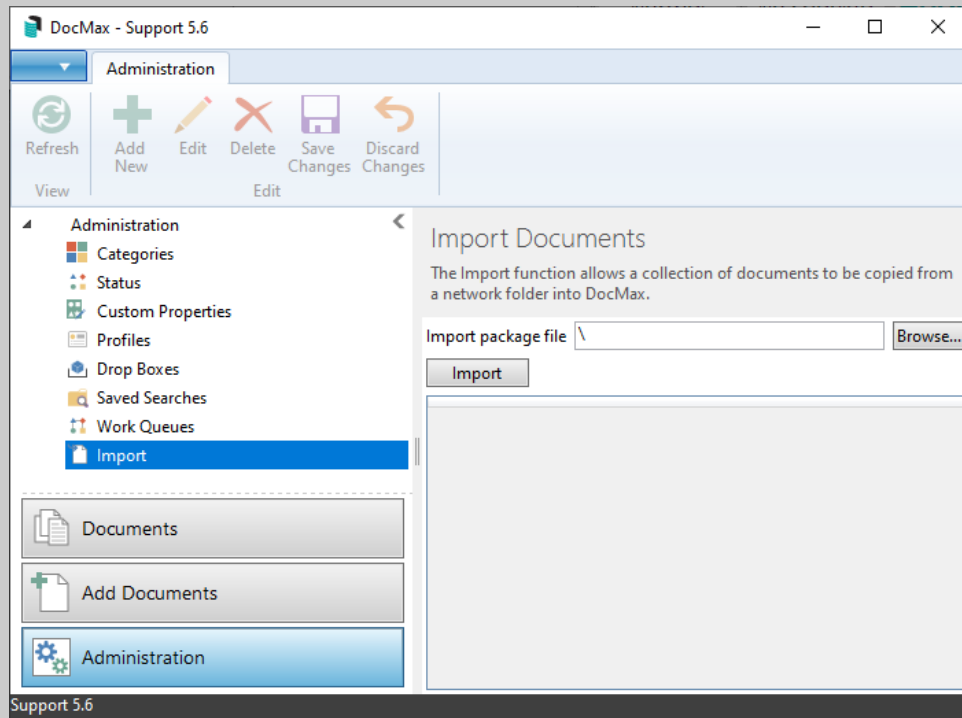 DocMax - Support 5.6
Administration
Refresh
Add New
Edit
Delete
Save Changes
Discard Changes
View
Edit
Administration
Categories
Status
Custom Properties
Profiles
Drop Boxes
Saved Searches
Work Queues
Import
Documents
Add Documents
Administration
Import Documents
The Import function allows a collection of documents to be copied from
a network folder into DocMax.
Import package file \ Browse...
Import
Support 5.6